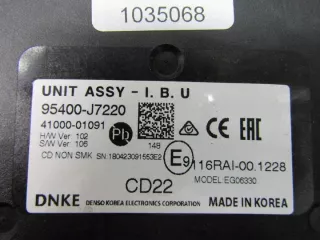 1035068
UNIT ASSY - I. B. U
95400-J7220
41000-01091
H/W Ver: 102
S/W Ver: 106
Pb
148
CE EAC
CD NON SMK SN:180423091553E2
E9 116RAI-00.1228
MODEL:EG06330
CD22
DNKE DENSO KOREA ELECTRONICS CORPORATION
MADE IN KOREA